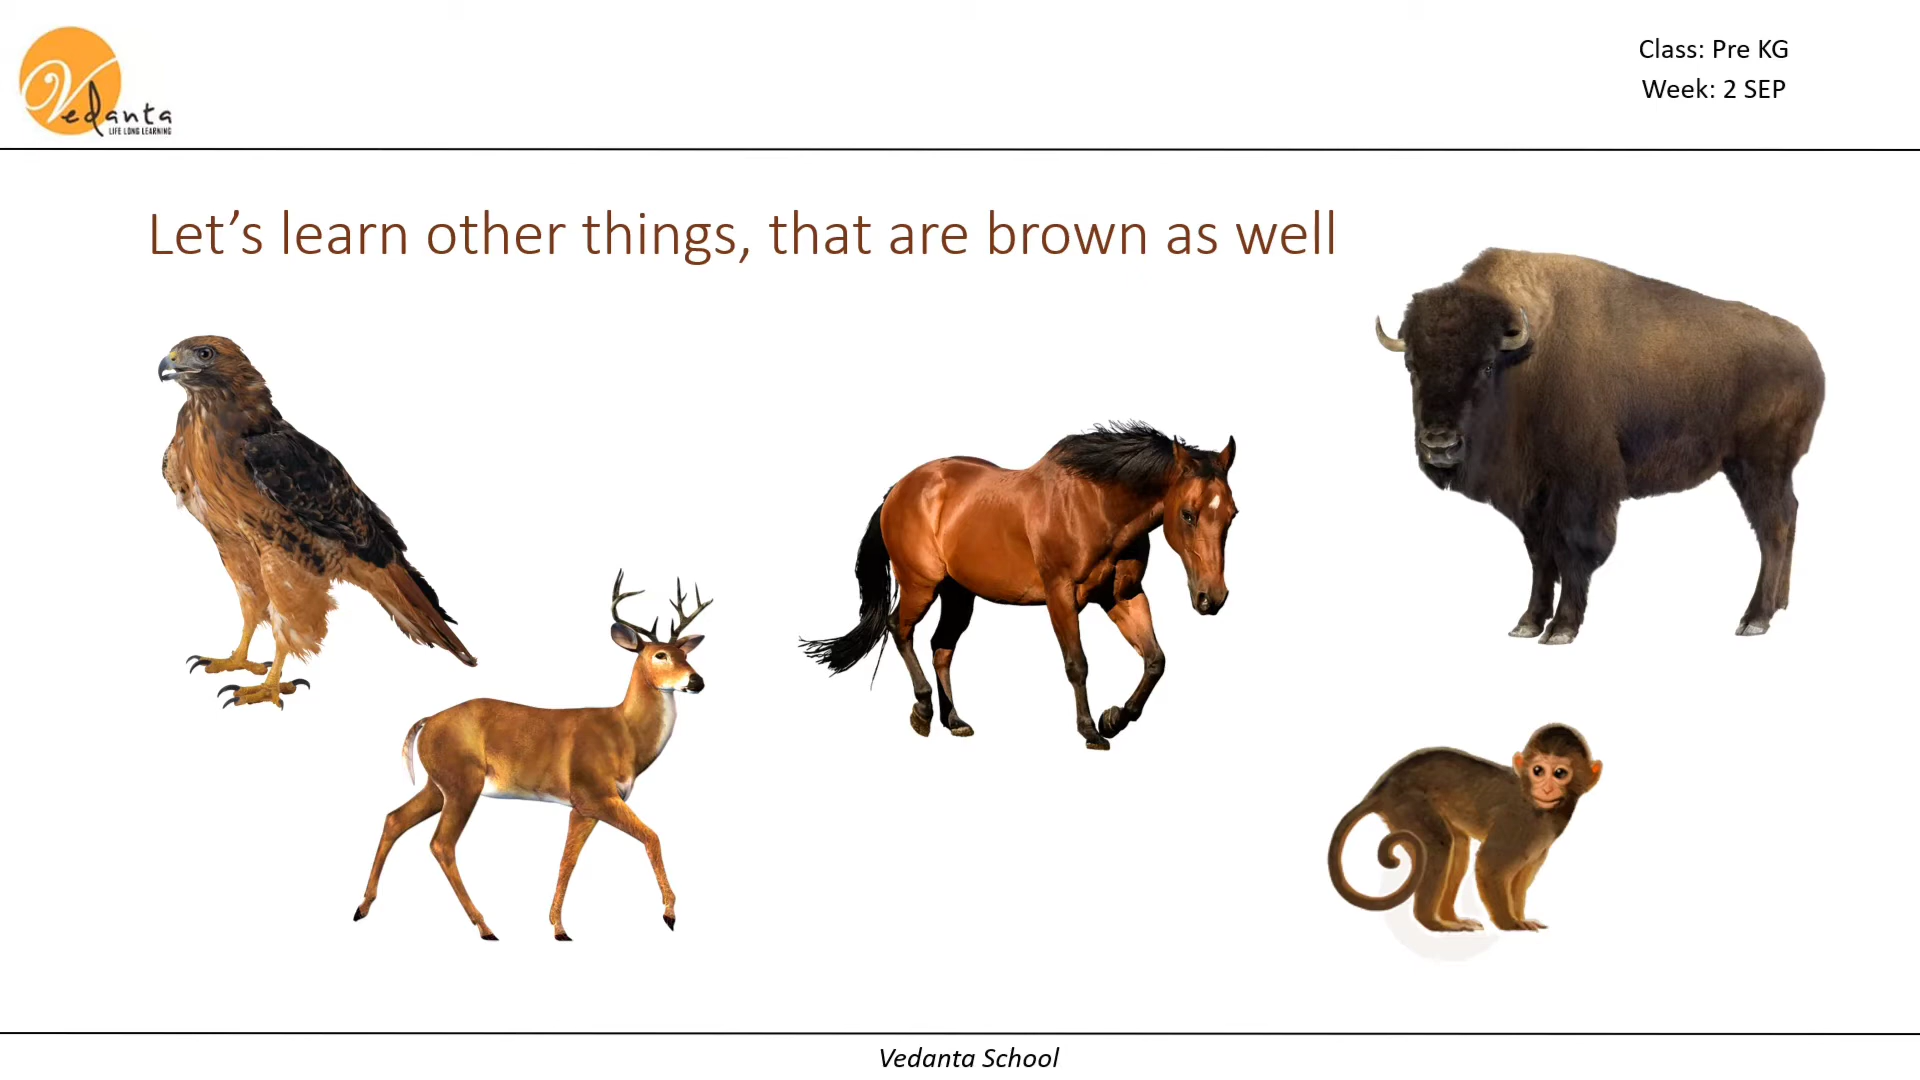 Vedanta
LIFE LONG LEARNING
Class: Pre KG
Week: 2 SEP
Let’s learn other things, that are brown as well
Vedanta School